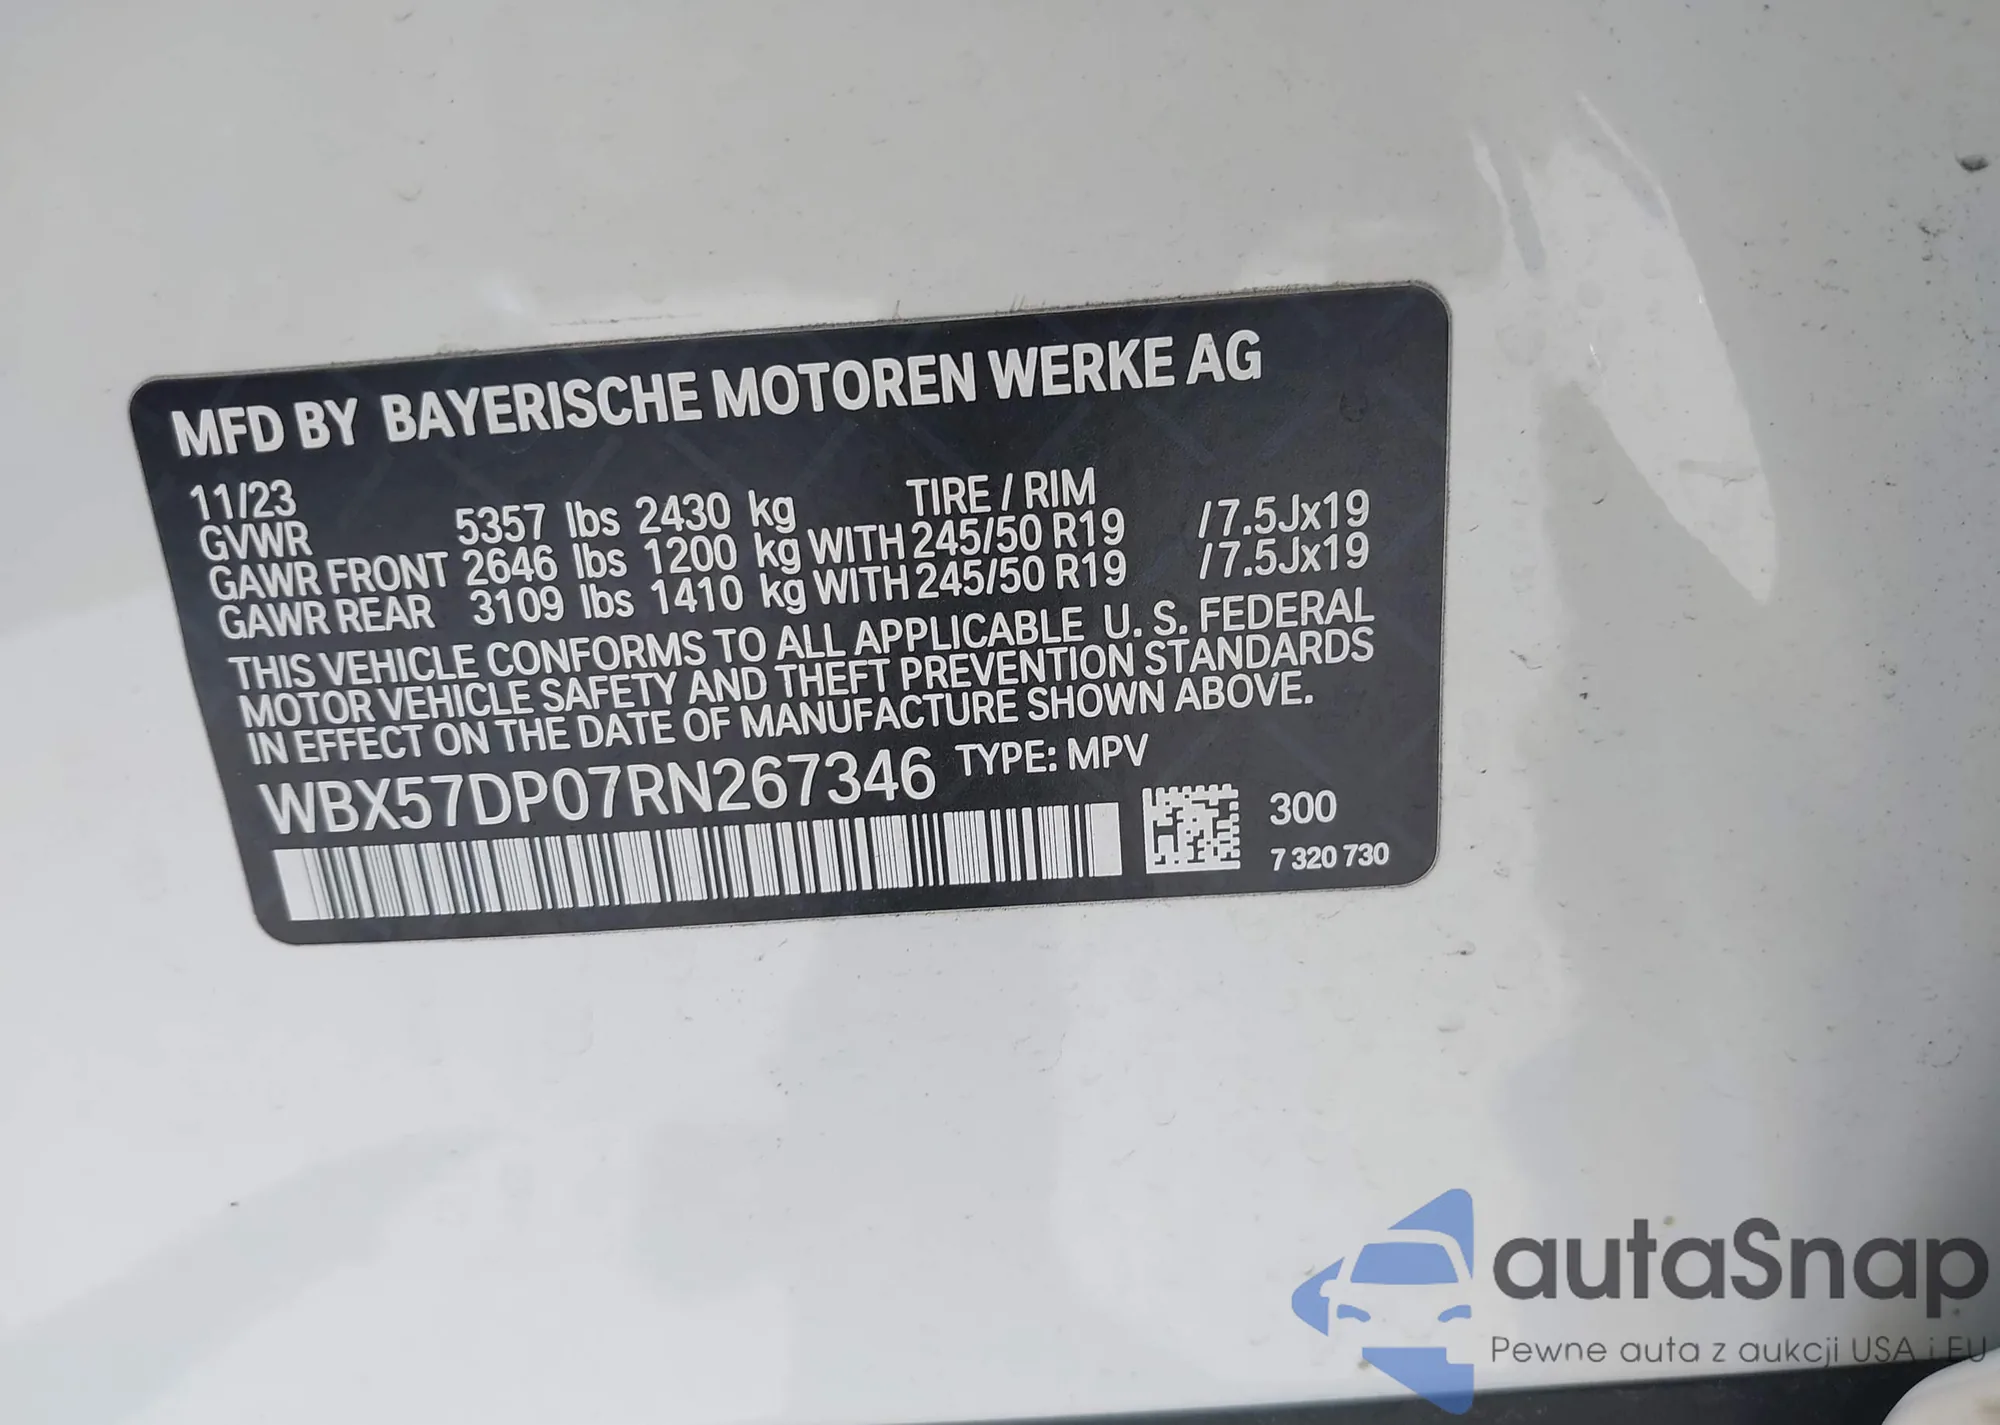 MFD BY BAYERISCHE MOTOREN WERKE AG
11/23 TIRE / RIM
GVWR 5357 lbs 2430 kg
GAWR FRONT 2646 lbs 1200 kg WITH 245/50 R19 /7.5Jx19
GAWR REAR 3109 lbs 1410 kg WITH 245/50 R19 /7.5Jx19
THIS VEHICLE CONFORMS TO ALL APPLICABLE U. S. FEDERAL
MOTOR VEHICLE SAFETY AND THEFT PREVENTION STANDARDS
IN EFFECT ON THE DATE OF MANUFACTURE SHOWN ABOVE.
WBX57DP07RN267346 TYPE: MPV
300
7 320 730
autaSnap
Pewne auta z aukcji USA i EU